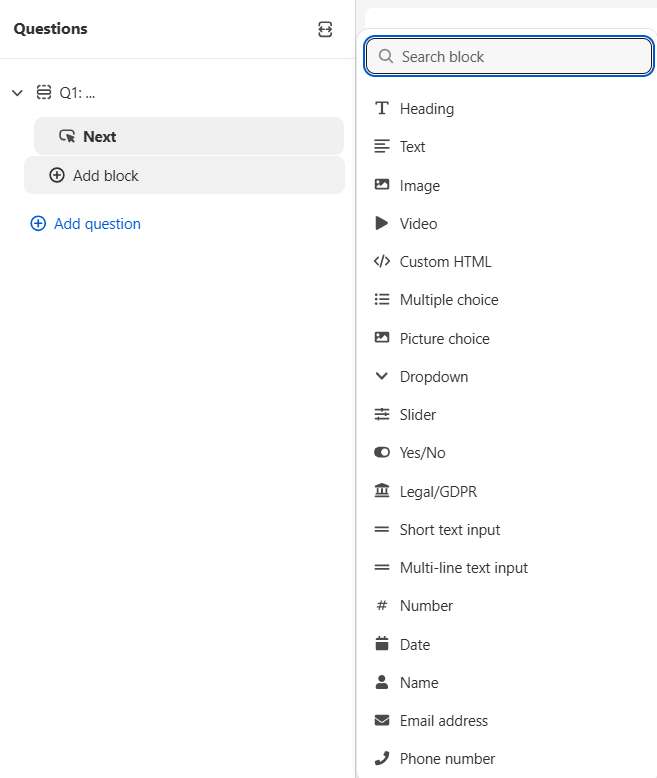 Questions
Q1: ...
Next
Add block
Add question
Search block
Heading
Text
Image
Video
Custom HTML
Multiple choice
Picture choice
Dropdown
Slider
Yes/No
Legal/GDPR
Short text input
Multi-line text input
Number
Date
Name
Email address
Phone number